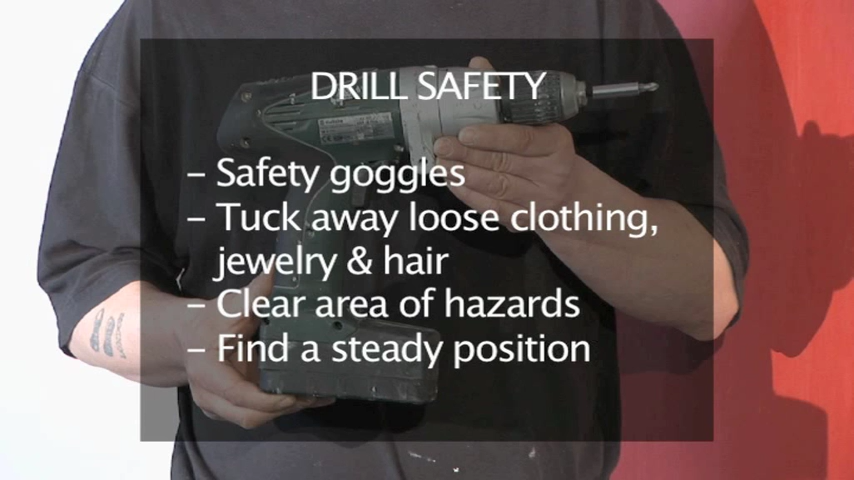 DRILL SAFETY
– Safety goggles
– Tuck away loose clothing,
jewelry & hair
– Clear area of hazards
– Find a steady position